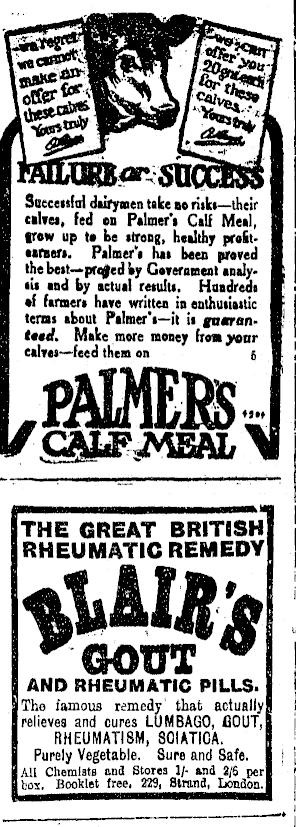 we regret
we cannot
make an
offer for
these calves
Yours truly
we can
offer you
20 gns each
for these
calves.
Yours truly
FAILURE or SUCCESS
Successful dairymen take no risks—their
calves, fed on Palmer's Calf Meal,
grow up to be strong, healthy profit-
earners. Palmer's has been proved
the best—proved by Government analy-
sis and by actual results. Hundreds
of farmers have written in enthusiastic
terms about Palmer's—it is guaran-
teed. Make more money from your
calves—feed them on 6
PALMER'S
CALF MEAL
THE GREAT BRITISH
RHEUMATIC REMEDY
BLAIR'S
GOUT
AND RHEUMATIC PILLS.
The famous remedy that actually
relieves and cures LUMBAGO, GOUT,
RHEUMATISM, SCIATICA.
Purely Vegetable. Sure and Safe.
All Chemists and Stores 1/- and 2/6 per
box. Booklet free, 229, Strand, London.